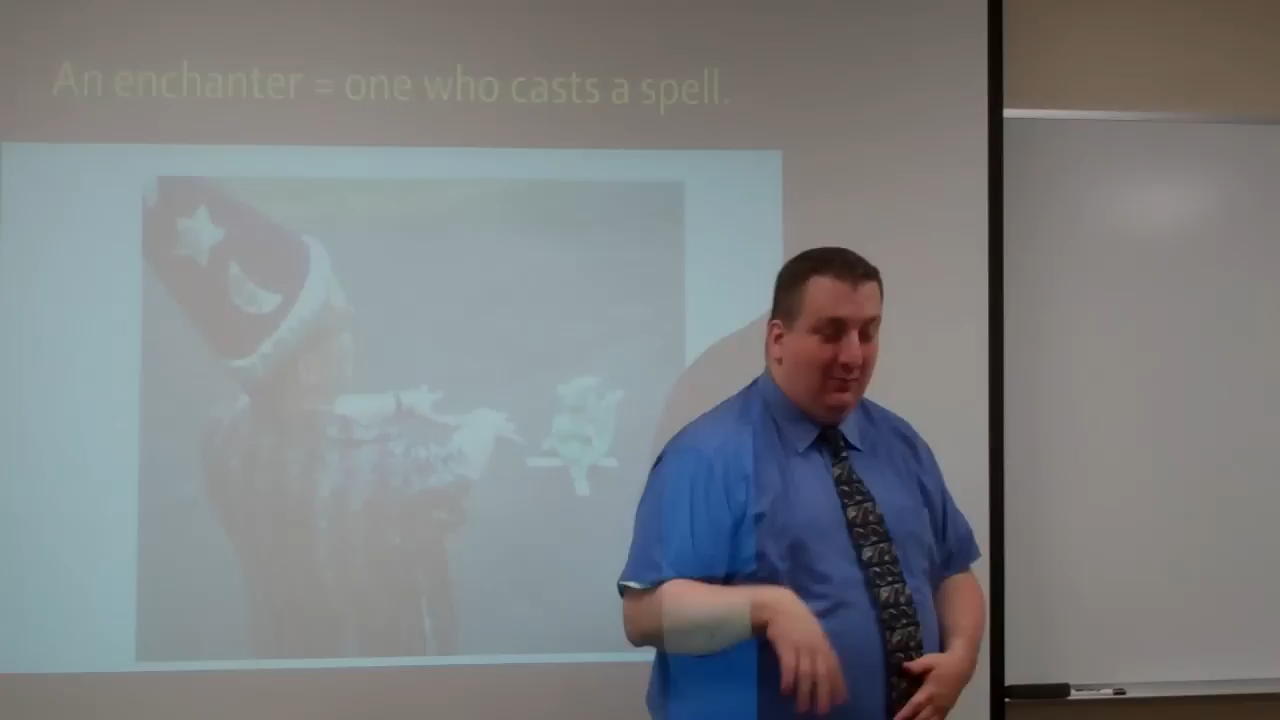 An enchanter = one who casts a spell.